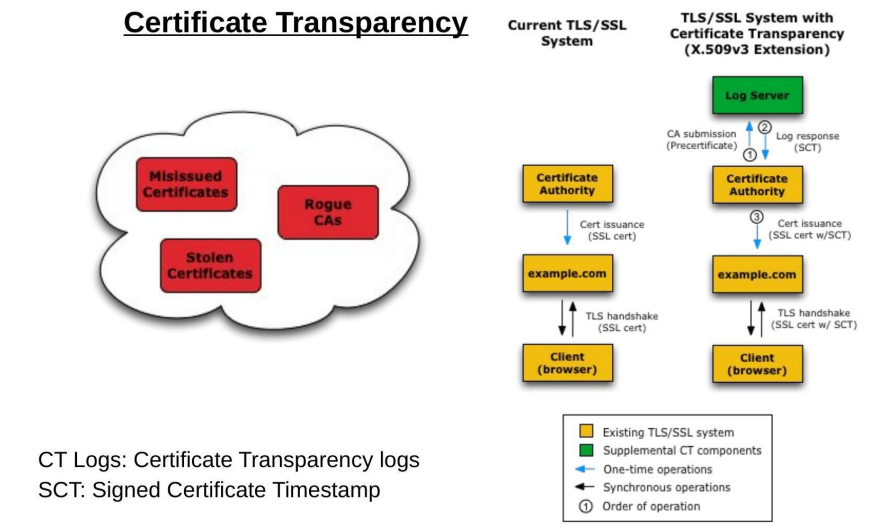 Certificate Transparency
Misissued
Certificates
Rogue
CAs
Stolen
Certificates
CT Logs: Certificate Transparency logs
SCT: Signed Certificate Timestamp
Current TLS/SSL
System
Certificate
Authority
Cert issuance
(SSL cert)
example.com
TLS handshake
(SSL cert)
Client
(browser)
TLS/SSL System with
Certificate Transparency
(X.509v3 Extension)
Log Server
CA submission
(Precertificate)
1
2
Log response
(SCT)
Certificate
Authority
3
Cert issuance
(SSL cert w/SCT)
example.com
TLS handshake
(SSL cert w/ SCT)
Client
(browser)
Existing TLS/SSL system
Supplemental CT components
One-time operations
Synchronous operations
1 Order of operation